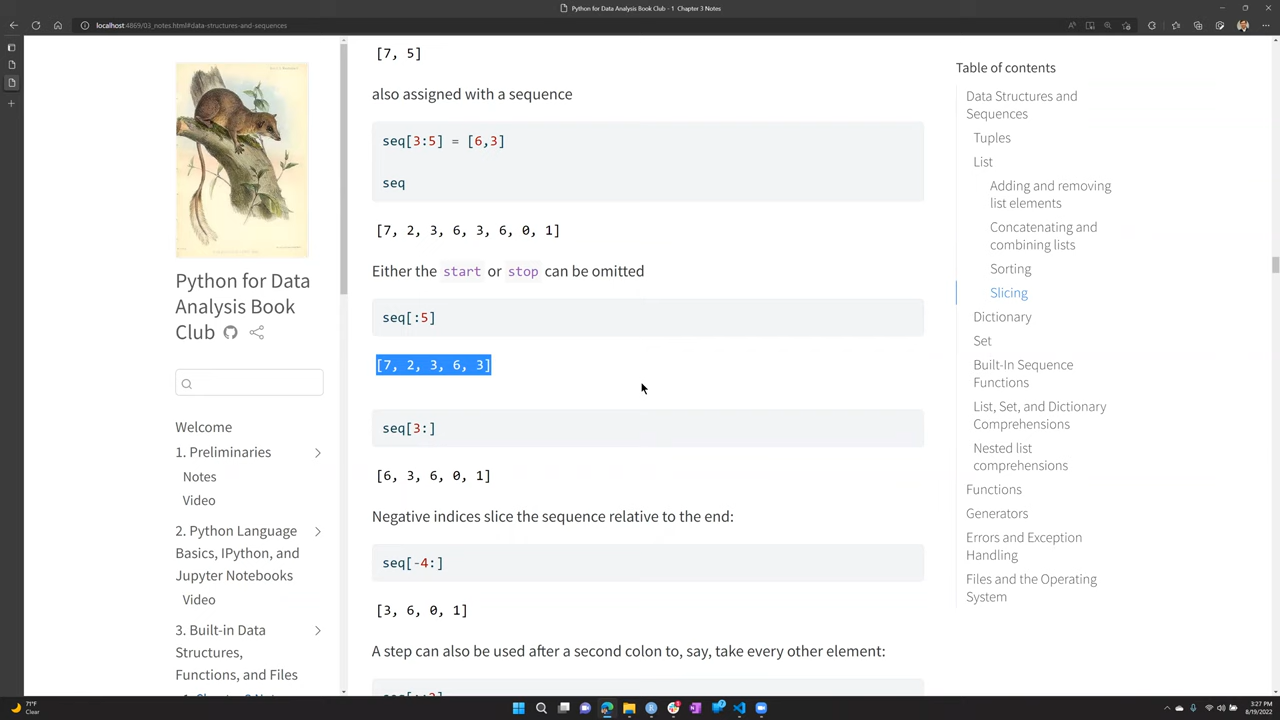 Python for Data Analysis Book Club - 1 Chapter 3 Notes
localhost:4869/03_notes.html#data-structures-and-sequences
Python for Data
Analysis Book
Club
Welcome
1. Preliminaries
Notes
Video
2. Python Language
Basics, IPython, and
Jupyter Notebooks
Video
3. Built-in Data
Structures,
Functions, and Files
[7, 5]
also assigned with a sequence
seq[3:5] = [6,3]
seq
[7, 2, 3, 6, 3, 6, 0, 1]
Either the start or stop can be omitted
seq[:5]
[7, 2, 3, 6, 3]
seq[3:]
[6, 3, 6, 0, 1]
Negative indices slice the sequence relative to the end:
seq[-4:]
[3, 6, 0, 1]
A step can also be used after a second colon to, say, take every other element:
Table of contents
Data Structures and
Sequences
Tuples
List
Adding and removing
list elements
Concatenating and
combining lists
Sorting
Slicing
Dictionary
Set
Built-In Sequence
Functions
List, Set, and Dictionary
Comprehensions
Nested list
comprehensions
Functions
Generators
Errors and Exception
Handling
Files and the Operating
System
71°F
Clear
3:27 PM
8/19/2022